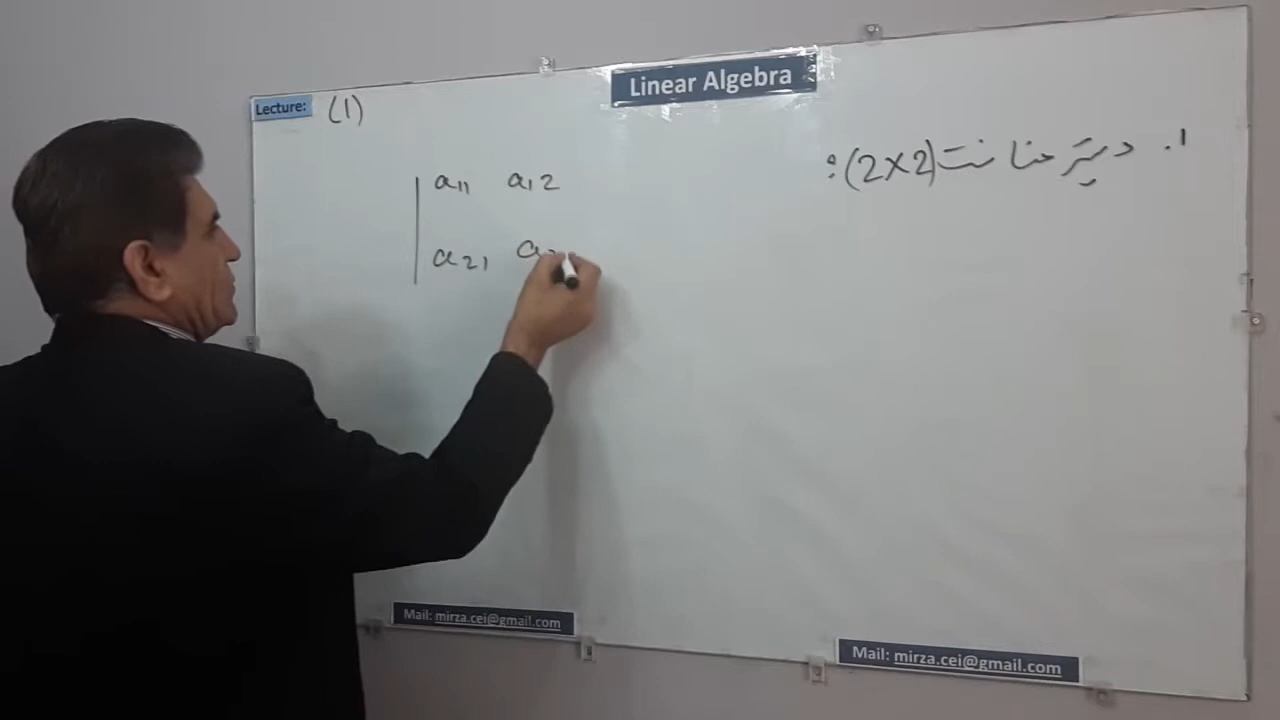 Linear Algebra
Lecture: (1)
1. دیترمنانت (2×2):
a11 a12
a21 a2
Mail: mirza.cei@gmail.com
Mail: mirza.cei@gmail.com